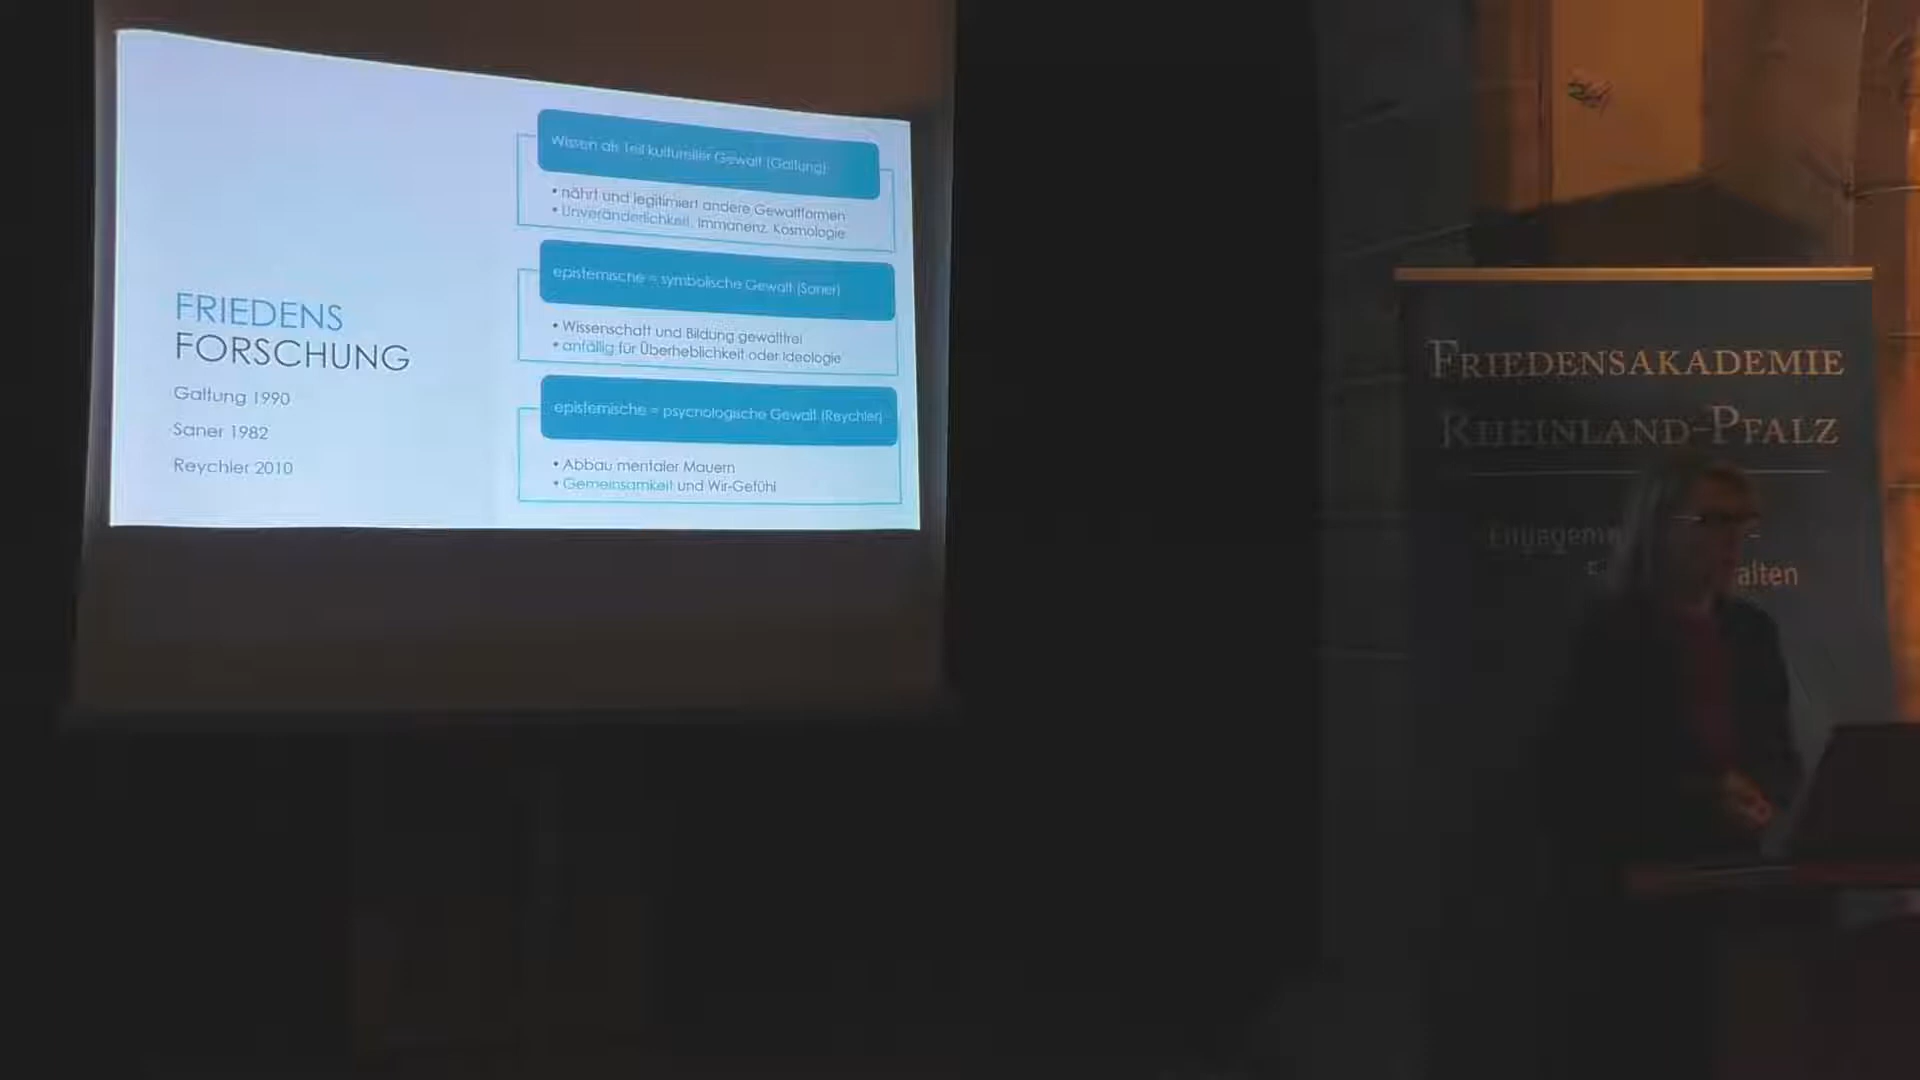 FRIEDENS
FORSCHUNG
Galtung 1990
Saner 1982
Reychler 2010
Wissen als Teil kultureller Gewalt (Galtung)
• nährt und legitimiert andere Gewaltformen
• Unveränderlichkeit, Immanenz, Kosmologie
epistemische = symbolische Gewalt (Saner)
• Wissenschaft und Bildung gewaltfrei
• anfällig für Überheblichkeit oder Ideologie
epistemische = psychologische Gewalt (Reychler)
• Abbau mentaler Mauern
• Gemeinsamkeit und Wir-Gefühl
FRIEDENSAKADEMIE
RHEINLAND-PFALZ
Engagem
alten